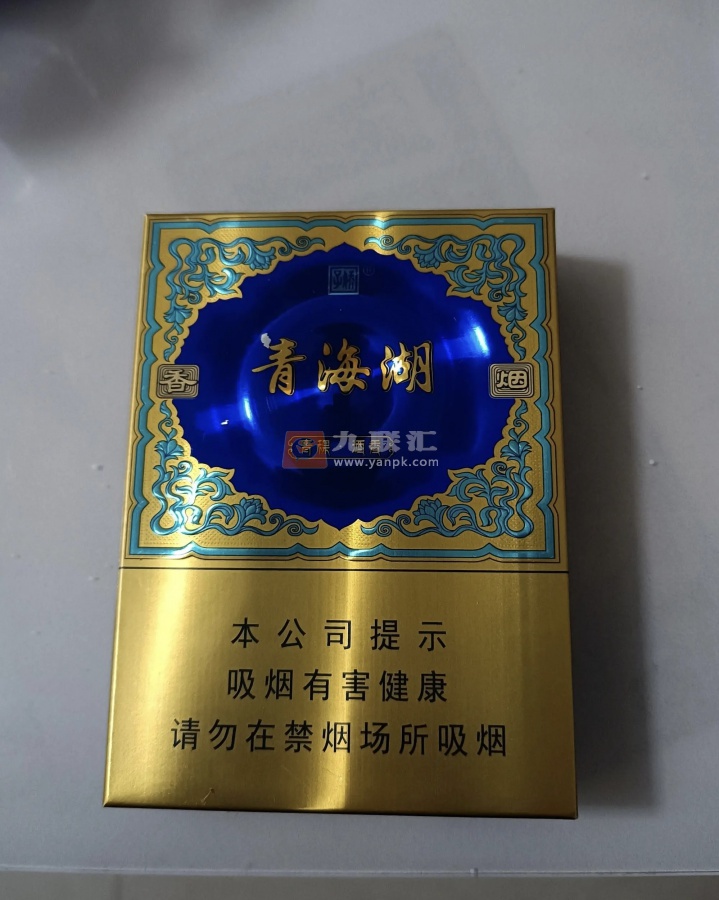 青海湖
香
烟
九联汇
www.yanpk.com
本公司提示
吸烟有害健康
请勿在禁烟场所吸烟